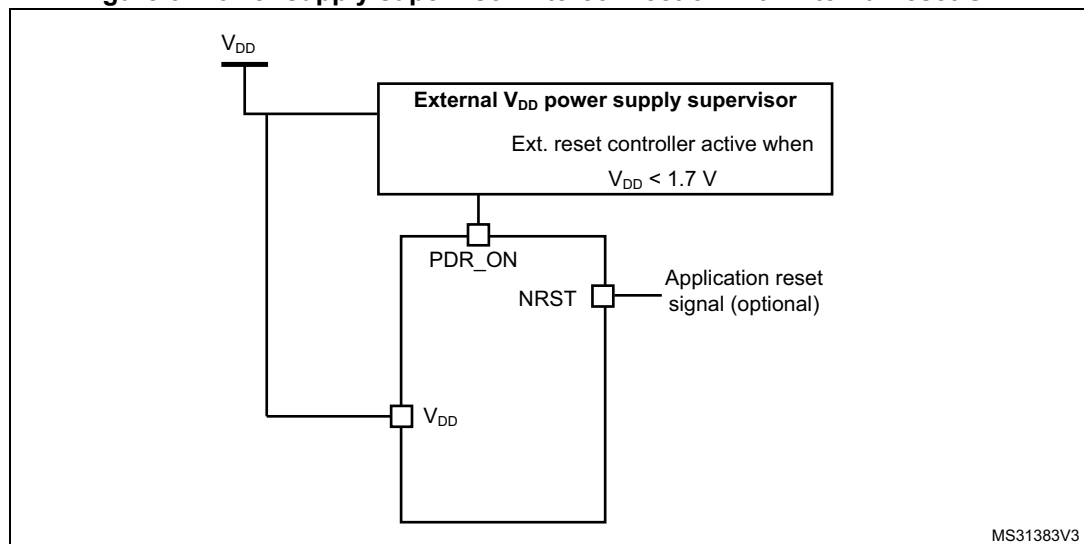 V_DD
External V_DD power supply supervisor
Ext. reset controller active when
V_DD < 1.7 V
PDR_ON
NRST
Application reset
signal (optional)
V_DD
MS31383V3